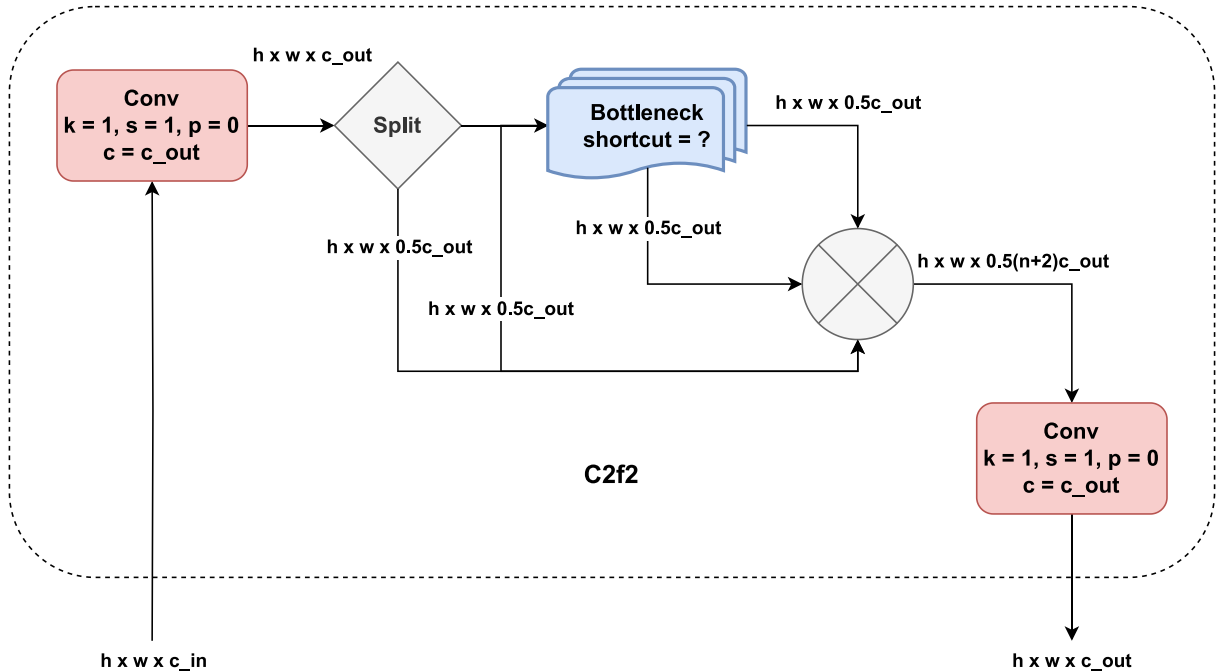 h x w x c_out
Conv
k = 1, s = 1, p = 0
c = c_out
Split
Bottleneck
shortcut = ?
h x w x 0.5c_out
h x w x 0.5c_out
h x w x 0.5c_out
h x w x 0.5c_out
h x w x 0.5(n+2)c_out
Conv
k = 1, s = 1, p = 0
c = c_out
C2f2
h x w x c_in
h x w x c_out